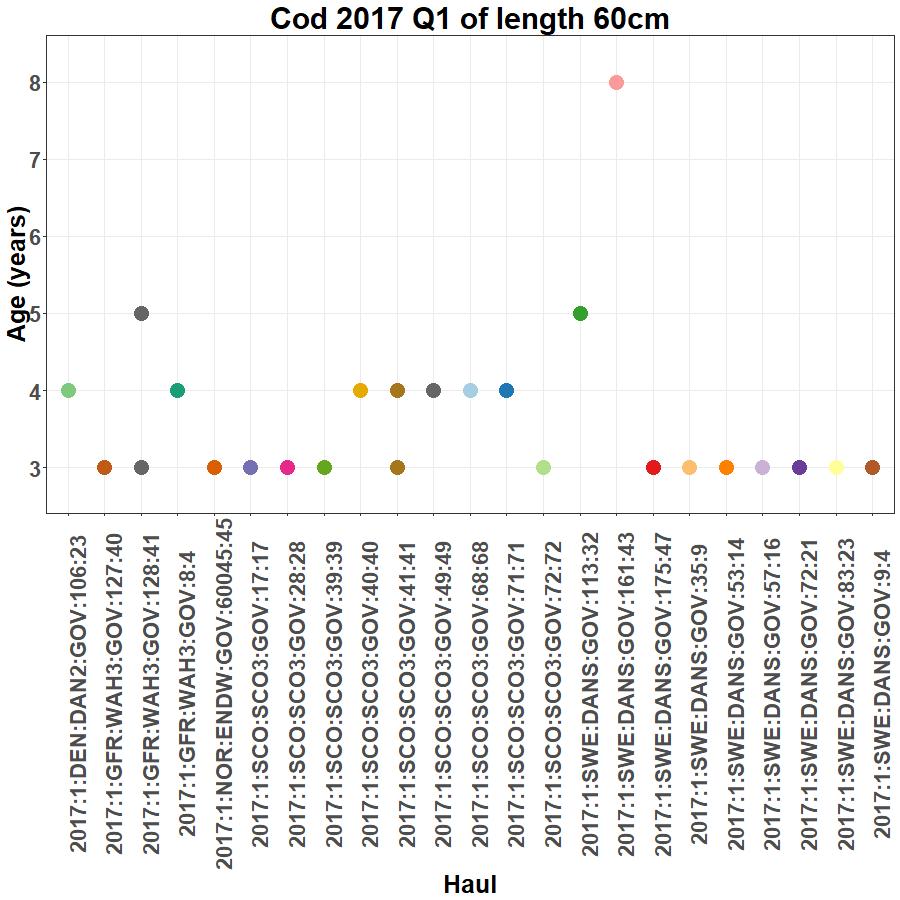 Cod 2017 Q1 of length 60cm
Age (years)
8
7
6
5
4
3
2017:1:DEN:DAN2:GOV:106:23
2017:1:GFR:WAH3:GOV:127:40
2017:1:GFR:WAH3:GOV:128:41
2017:1:GFR:WAH3:GOV:8:4
2017:1:NOR:ENDW:GOV:60045:45
2017:1:SCO:SCO3:GOV:17:17
2017:1:SCO:SCO3:GOV:28:28
2017:1:SCO:SCO3:GOV:39:39
2017:1:SCO:SCO3:GOV:40:40
2017:1:SCO:SCO3:GOV:41:41
2017:1:SCO:SCO3:GOV:49:49
2017:1:SCO:SCO3:GOV:68:68
2017:1:SCO:SCO3:GOV:71:71
2017:1:SCO:SCO3:GOV:72:72
2017:1:SWE:DANS:GOV:113:32
2017:1:SWE:DANS:GOV:161:43
2017:1:SWE:DANS:GOV:175:47
2017:1:SWE:DANS:GOV:35:9
2017:1:SWE:DANS:GOV:53:14
2017:1:SWE:DANS:GOV:57:16
2017:1:SWE:DANS:GOV:72:21
2017:1:SWE:DANS:GOV:83:23
2017:1:SWE:DANS:GOV:9:4
Haul